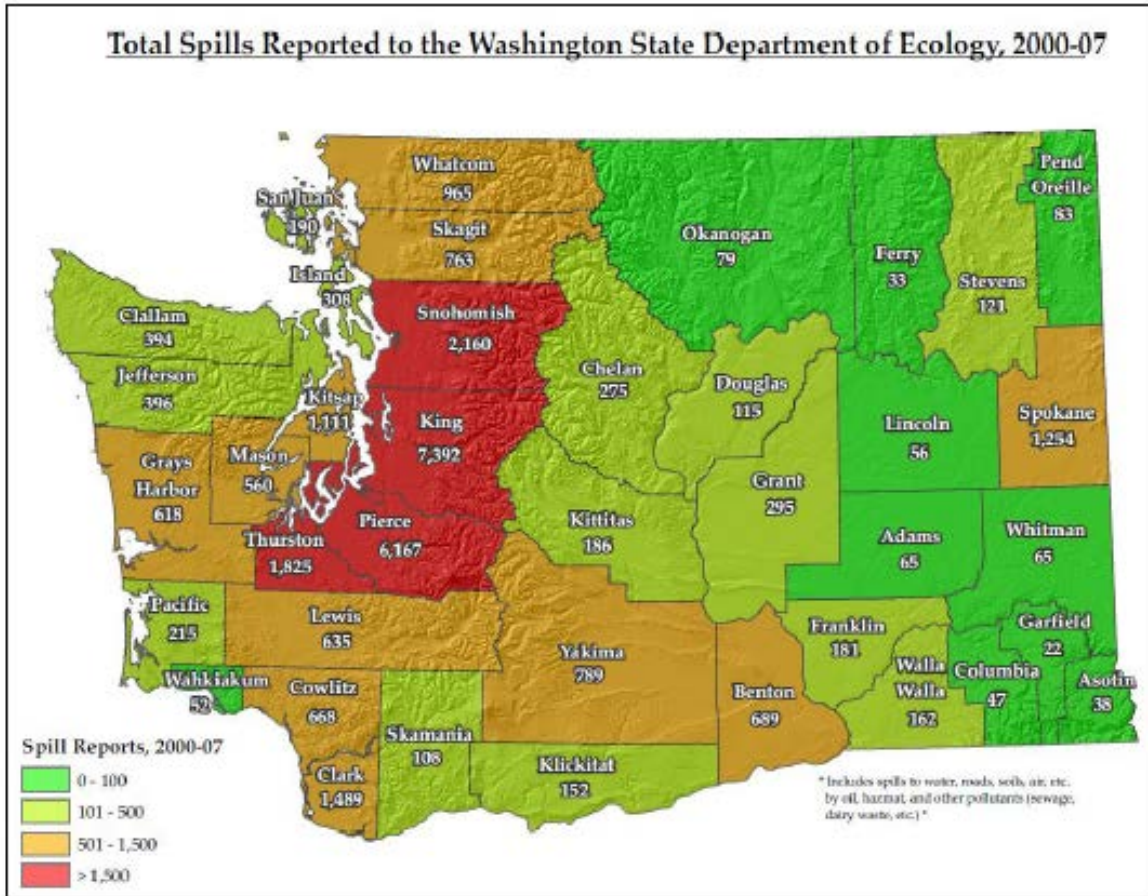 Total Spills Reported to the Washington State Department of Ecology, 2000-07
Whatcom
965
San Juan
190
Skagit
763
Island
308
Okanogan
79
Ferry
33
Stevens
121
Pend
Oreille
83
Clallam
394
Jefferson
396
Snohomish
2,160
Chelan
275
Douglas
115
Kitsap
1,111
King
7,392
Lincoln
56
Spokane
1,254
Grays
Harbor
618
Mason
560
Grant
295
Kittitas
186
Pierce
6,167
Thurston
1,825
Adams
65
Whitman
65
Pacific
215
Lewis
635
Yakima
789
Franklin
181
Garfield
22
Wahkiakum
52
Cowlitz
668
Benton
689
Walla
Walla
162
Columbia
47
Asotin
38
Skamania
108
Klickitat
152
Clark
1,489
Spill Reports, 2000-07
0 - 100
101 - 500
501 - 1,500
> 1,500
* Includes spills to water, roads, soils, air, etc.
by oil, hazmat, and other pollutants (sewage,
dairy waste, etc.) *